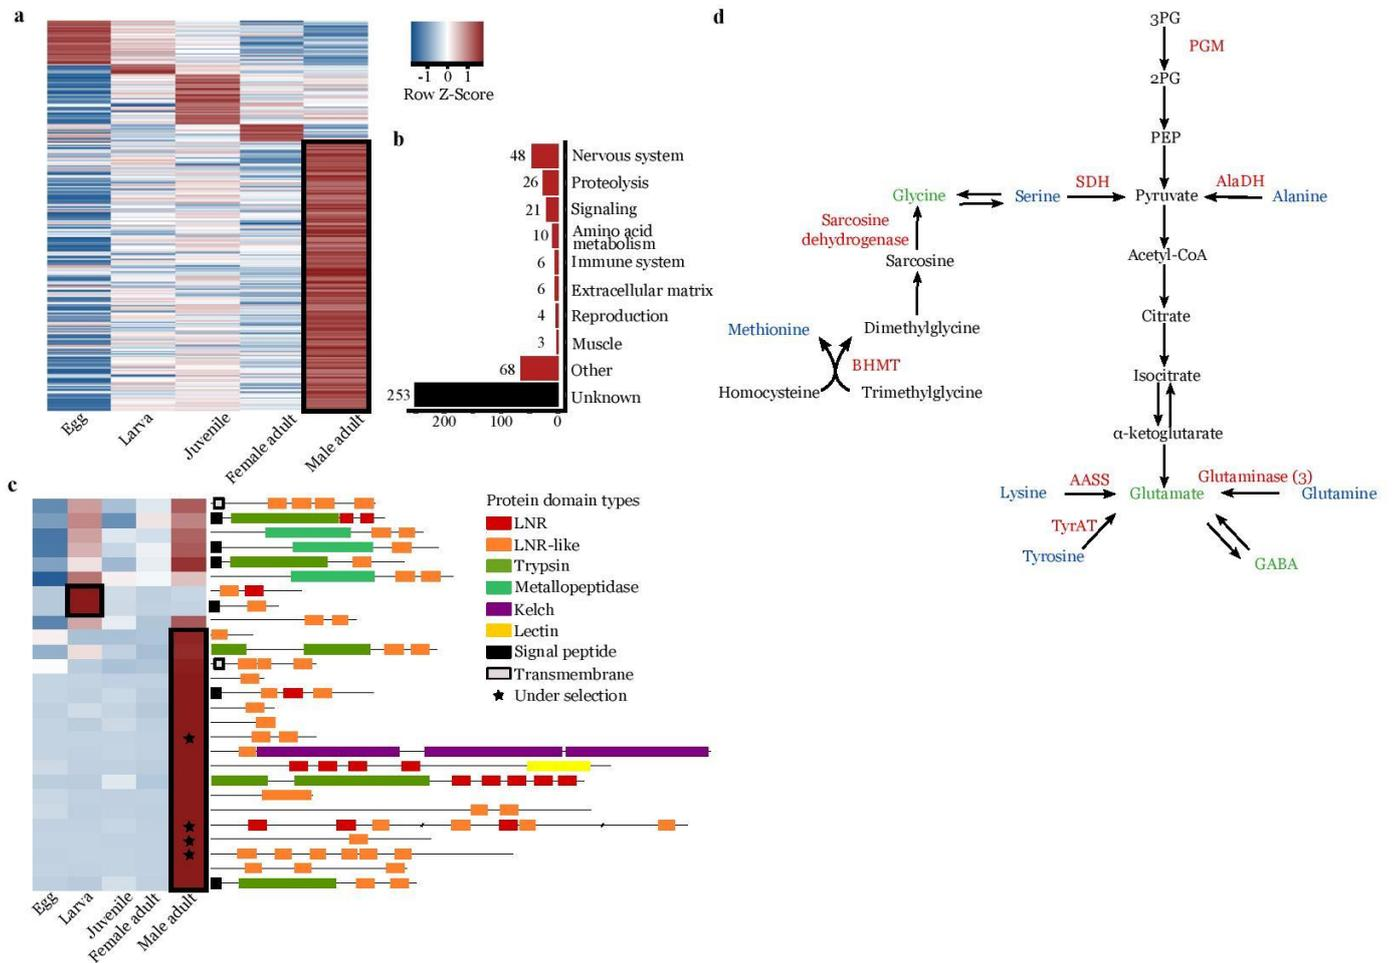 a
-1 0 1
Row Z-Score
Egg
Larva
Juvenile
Female adult
Male adult
b
48 Nervous system
26 Proteolysis
21 Signaling
10 Amino acid
metabolism
6 Immune system
6 Extracellular matrix
4 Reproduction
3 Muscle
68 Other
253 Unknown
200 100 0
c
Egg
Larva
Juvenile
Female adult
Male adult
Protein domain types
LNR
LNR-like
Trypsin
Metallopeptidase
Kelch
Lectin
Signal peptide
Transmembrane
Under selection
d
3PG
PGM
2PG
PEP
Glycine
Serine
SDH
Pyruvate
AlaDH
Alanine
Sarcosine
dehydrogenase
Sarcosine
Acetyl-CoA
Citrate
Methionine
Dimethylglycine
BHMT
Homocysteine
Trimethylglycine
Isocitrate
α-ketoglutarate
Lysine
AASS
Glutamate
Glutaminase (3)
Glutamine
TyrAT
Tyrosine
GABA